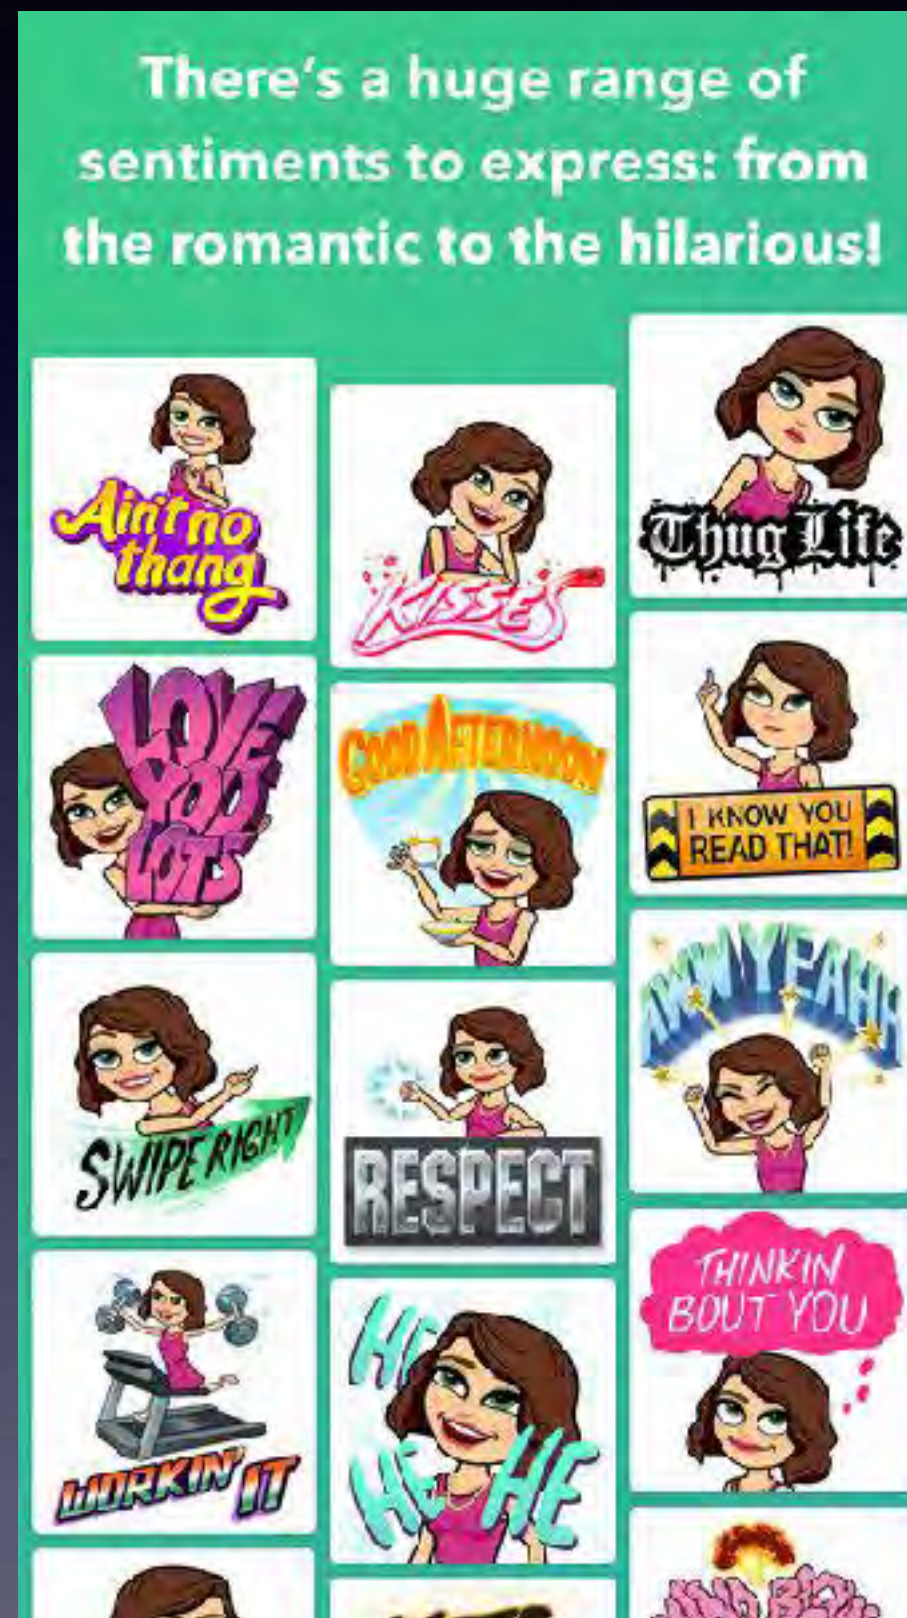 There's a huge range of
sentiments to express: from
the romantic to the hilarious!
Ain't no
thang
KISSES
Thug Life
LOVE
YOU
LOTS
GOOD AFTERNOON
I KNOW YOU
READ THAT!
SWIPE RIGHT
RESPECT
AWW YEAHH
WORKIN' IT
HE
HE HE
THINKIN
BOUT YOU